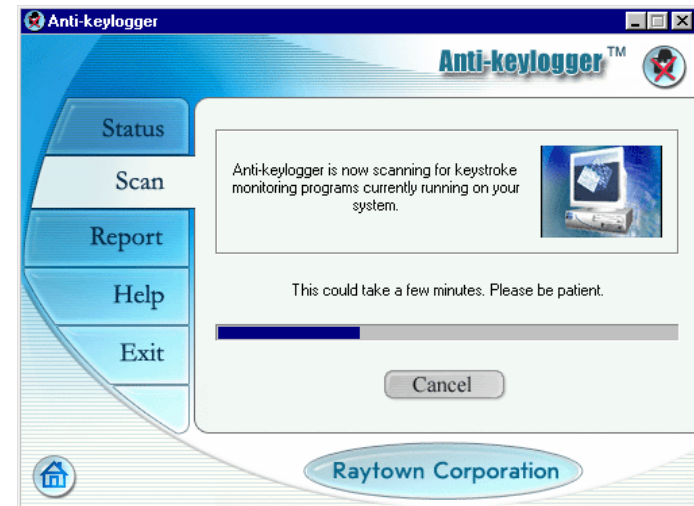 Anti-keylogger
Anti-keylogger™
Status
Scan
Report
Help
Exit
Anti-keylogger is now scanning for keystroke
monitoring programs currently running on your
system.
This could take a few minutes. Please be patient.
Cancel
Raytown Corporation